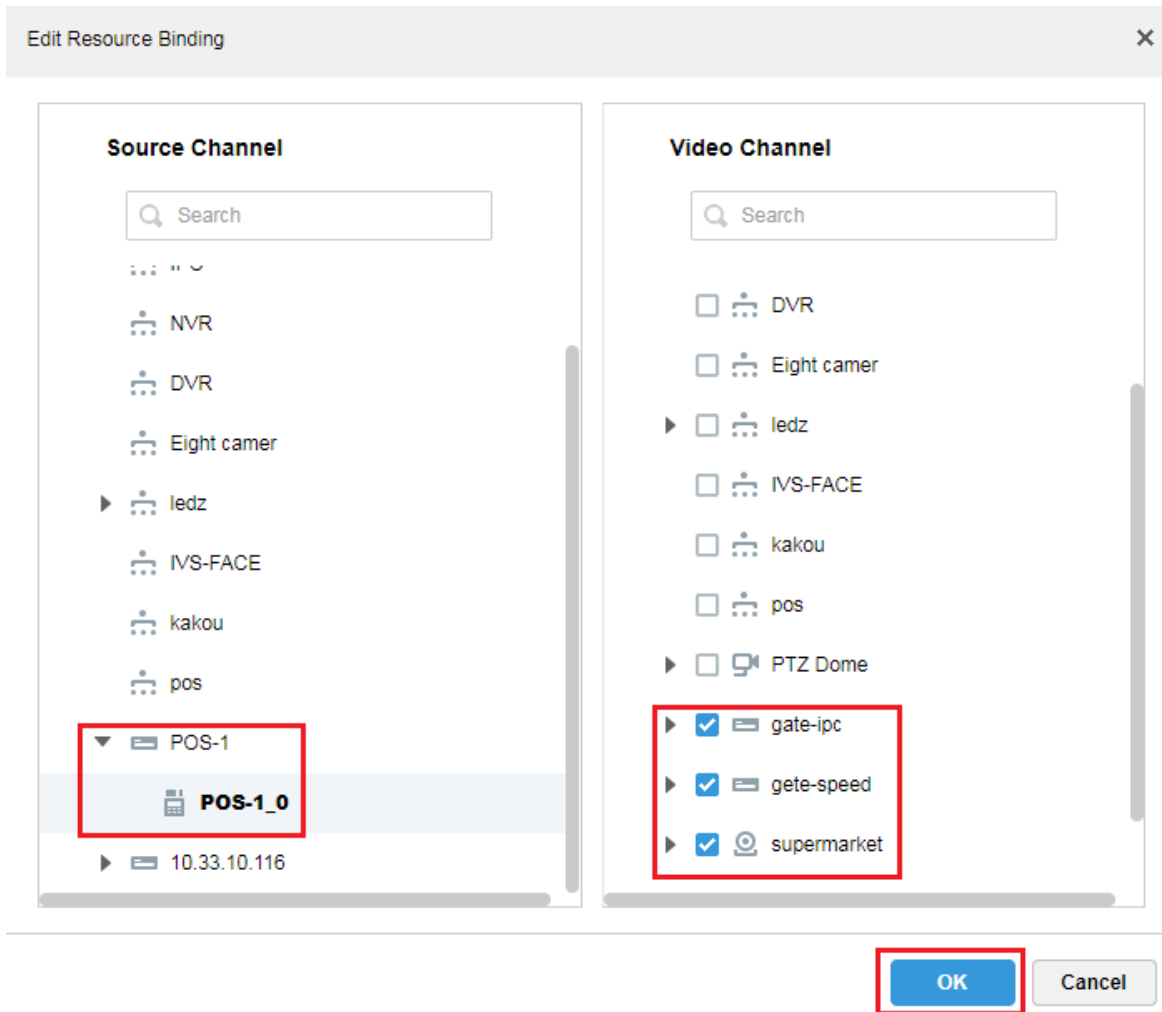 Edit Resource Binding
Source Channel
Search
NVR
DVR
Eight camer
ledz
IVS-FACE
kakou
pos
POS-1
POS-1_0
10.33.10.116
Video Channel
Search
DVR
Eight camer
ledz
IVS-FACE
kakou
pos
PTZ Dome
gate-ipc
gete-speed
supermarket
OK
Cancel